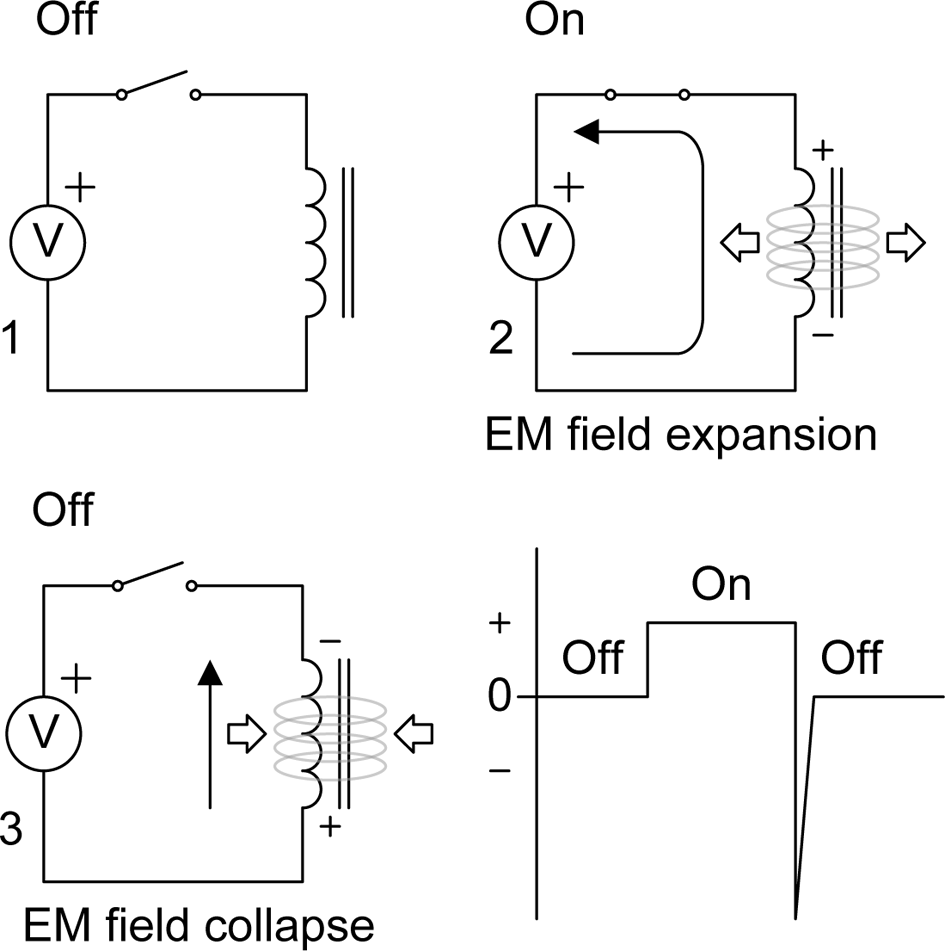 Off
On
+
V
1
+
V
2
+
−
EM field expansion
Off
+
V
3
−
+
EM field collapse
On
+
Off
Off
0
−